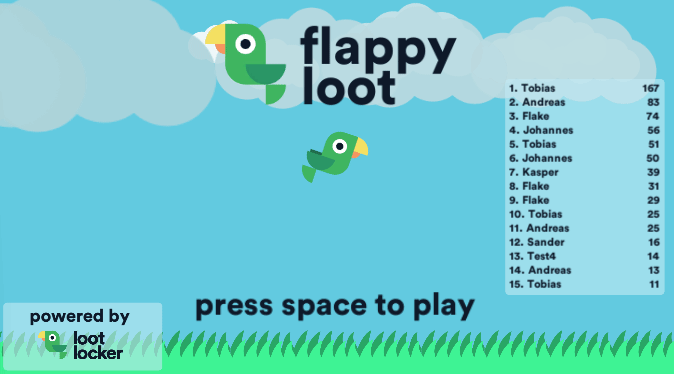 flappy
loot
1. Tobias 167
2. Andreas 83
3. Flake 74
4. Johannes 56
5. Tobias 51
6. Johannes 50
7. Kasper 39
8. Flake 31
9. Flake 29
10. Tobias 25
11. Andreas 25
12. Sander 16
13. Test4 14
14. Andreas 13
15. Tobias 11
press space to play
powered by
loot
locker